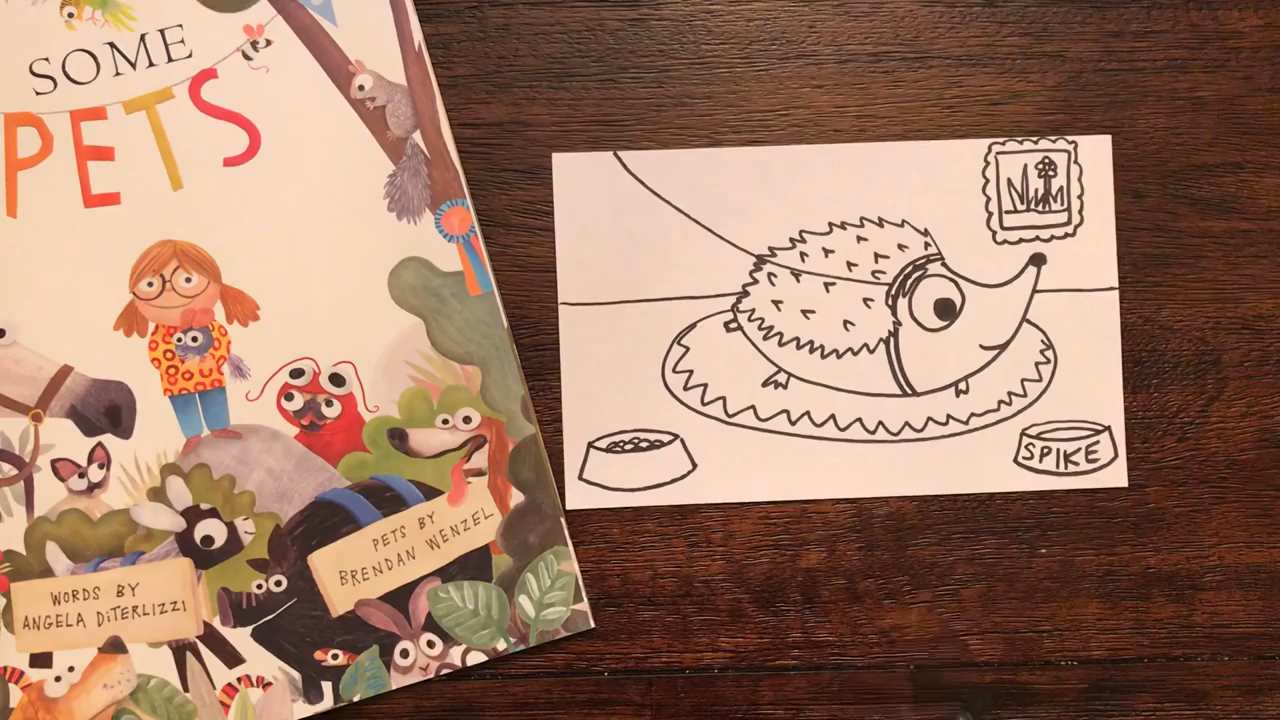 SOME
PETS
WORDS BY
ANGELA DiTERLIZZI
PETS BY
BRENDAN WENZEL
SPIKE